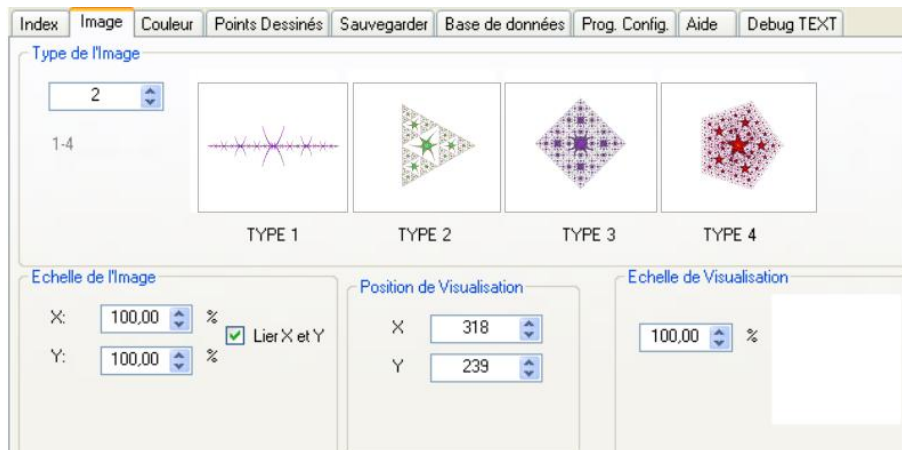 Index Image Couleur Points Dessinés Sauvegarder Base de données Prog. Config. Aide Debug TEXT
Type de l'Image
2
1-4
TYPE 1 TYPE 2 TYPE 3 TYPE 4
Echelle de l'Image
X: 100,00 %
Lier X et Y
Y: 100,00 %
Position de Visualisation
X 318
Y 239
Echelle de Visualisation
100,00 %